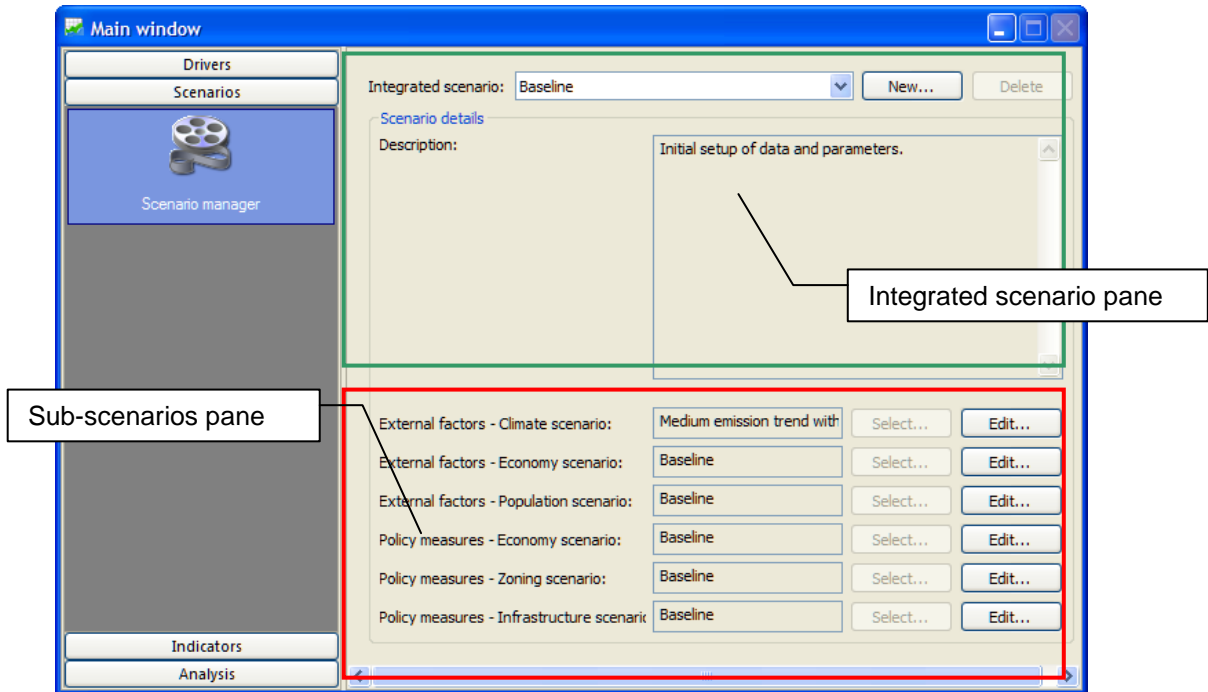 Main window
Drivers
Scenarios
Scenario manager
Indicators
Analysis
Integrated scenario: Baseline New... Delete
Scenario details
Description: Initial setup of data and parameters.
Integrated scenario pane
Sub-scenarios pane
External factors - Climate scenario: Medium emission trend with Select... Edit...
External factors - Economy scenario: Baseline Select... Edit...
External factors - Population scenario: Baseline Select... Edit...
Policy measures - Economy scenario: Baseline Select... Edit...
Policy measures - Zoning scenario: Baseline Select... Edit...
Policy measures - Infrastructure scenario Baseline Select... Edit...